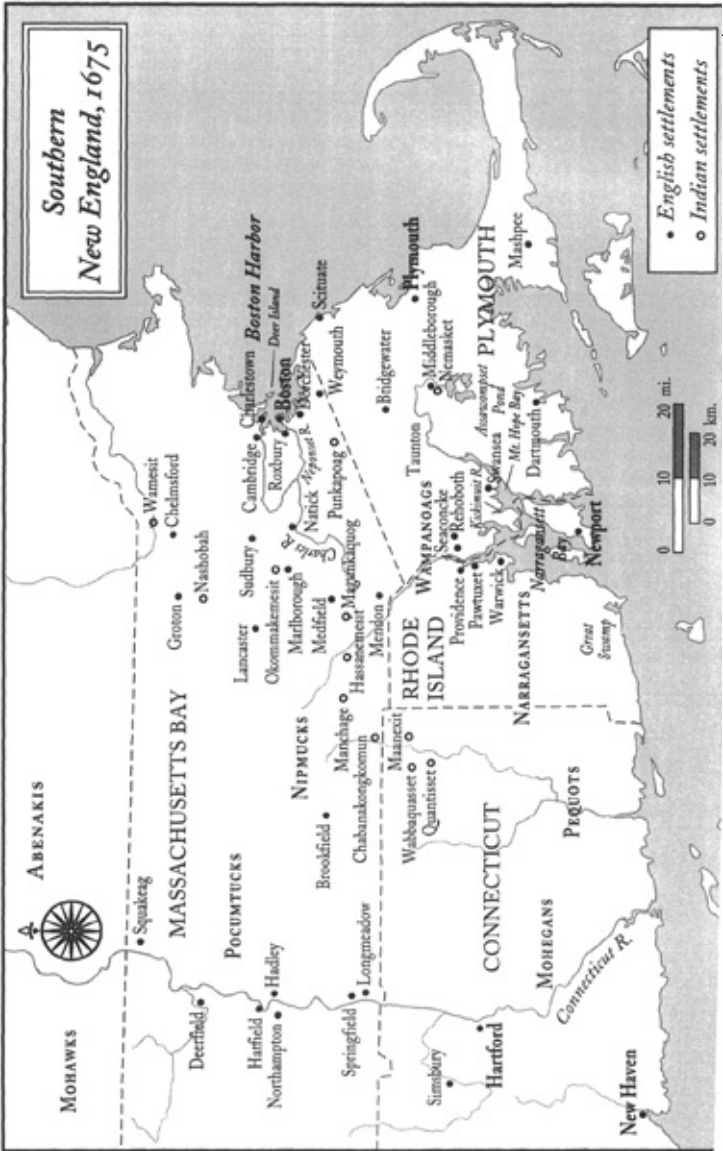 Southern
New England, 1675
ABENAKIS
MOHAWKS
Squakeag
MASSACHUSETTS BAY
Wamesit
Chelmsford
Groton
Nashobah
Deerfield
POCUMTUCKS
Hatfield
Hadley
Northampton
Lancaster
Sudbury
Cambridge
Charlestown
Boston Harbor
Deer Island
Okommakemesit
Roxbury
Boston
Marlborough
Natick
Neponset R.
Dorchester
NIPMUCKS
Medfield
Charles R.
Punkapoag
Weymouth
Scituate
Brookfield
Manchage
Hassanemesit
Magunkaquog
Springfield
Longmeadow
Chabanakongkomun
Mendon
Bridgewater
Plymouth
Maanexit
RHODE
ISLAND
WAMPANOAGS
Taunton
Middleborough
Nemasket
Wabbaquasset
Quantisset
Providence
Seaconcke
Rehoboth
Assawompset
Pond
PLYMOUTH
Simsbury
Hartford
CONNECTICUT
Pawtuxet
Kickimuit R.
Swansea
Mt. Hope Bay
Warwick
Dartmouth
Mashpee
MOHEGANS
PEQUOTS
NARRAGANSETTS
Narragansett
Bay
Newport
Connecticut R.
Great
Swamp
New Haven
0 10 20 mi.
0 10 20 km.
English settlements
Indian settlements